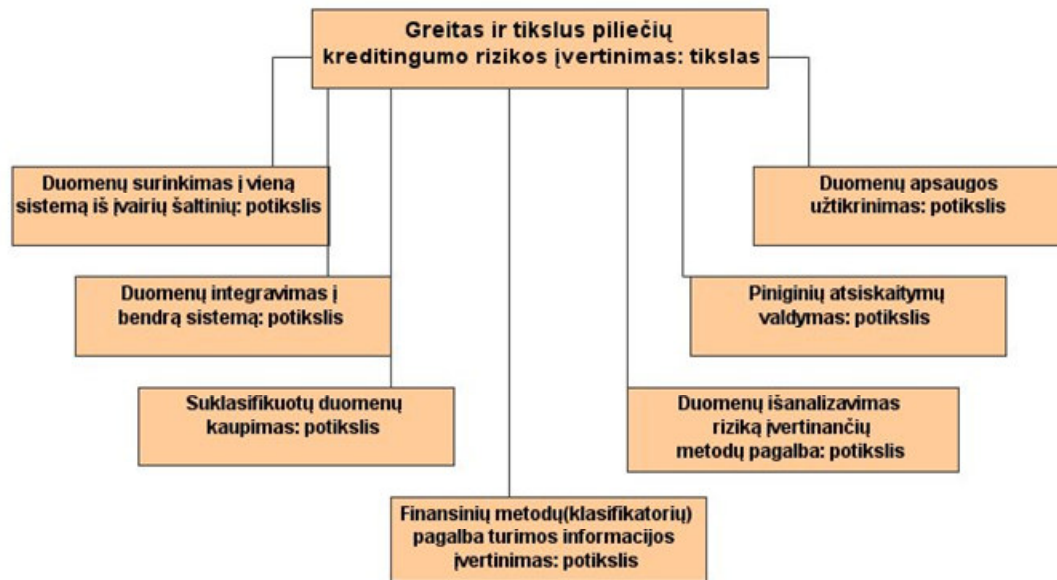 Greitas ir tikslus piliečių
kreditingumo rizikos įvertinimas: tikslas
Duomenų surinkimas į vieną
sistemą iš įvairių šaltinių: potikslis
Duomenų apsaugos
užtikrinimas: potikslis
Duomenų integravimas į
bendrą sistemą: potikslis
Piniginių atsiskaitymų
valdymas: potikslis
Suklasifikuotų duomenų
kaupimas: potikslis
Duomenų išanalizavimas
riziką įvertinančių
metodų pagalba: potikslis
Finansinių metodų(klasifikatorių)
pagalba turimos informacijos
įvertinimas: potikslis